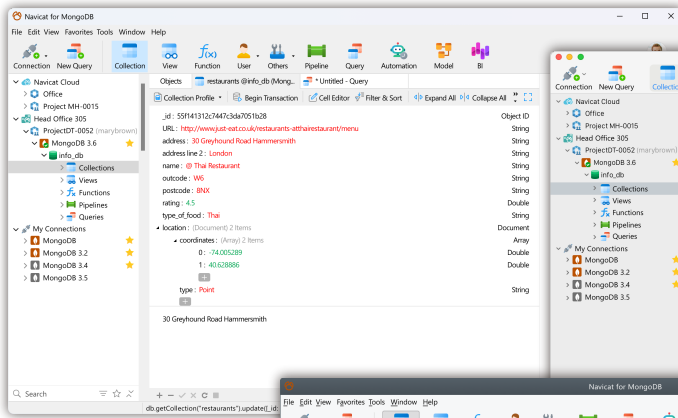 Navicat for MongoDB
File Edit View Favorites Tools Window Help
Connection New Query Collection View Function User Others Pipeline Query Automation Model BI
Navicat Cloud
Office
Project MH-0015
Head Office 305
ProjectDT-0052 (marybrown)
MongoDB 3.6
info_db
Collections
Views
Functions
Pipelines
Queries
My Connections
MongoDB
MongoDB 3.2
MongoDB 3.4
MongoDB 3.5
Search
Objects restaurants @info_db (Mong.. * Untitled - Query
Collection Profile Begin Transaction Cell Editor Filter & Sort Expand All Collapse All
_id : 55f141312c7447c3da7051b28 Object ID
URL : http://www.just-eat.co.uk/restaurants-atthairestaurant/menu String
address : 30 Greyhound Road Hammersmith String
address line 2 : London String
name : @ Thai Restaurant String
outcode : W6 String
postcode : 8NX String
rating : 4.5 Double
type_of_food : Thai String
location : (Document) 2 Items Document
coordinates : (Array) 2 Items Array
0 : -74.005289 Double
1 : 40.628886 Double
type : Point String
30 Greyhound Road Hammersmith
db.getCollection("restaurants").update({_id:
Connection New Query Collectic
Navicat Cloud
Office
Project MH-0015
Head Office 305
ProjectDT-0052 (marybrown)
MongoDB 3.6
info_db
Collections
Views
Functions
Pipelines
Queries
My Connections
MongoDB
MongoDB 3.2
MongoDB 3.4
MongoDB 3.5
Navicat for MongoDB
File Edit View Favorites Tools Window Help